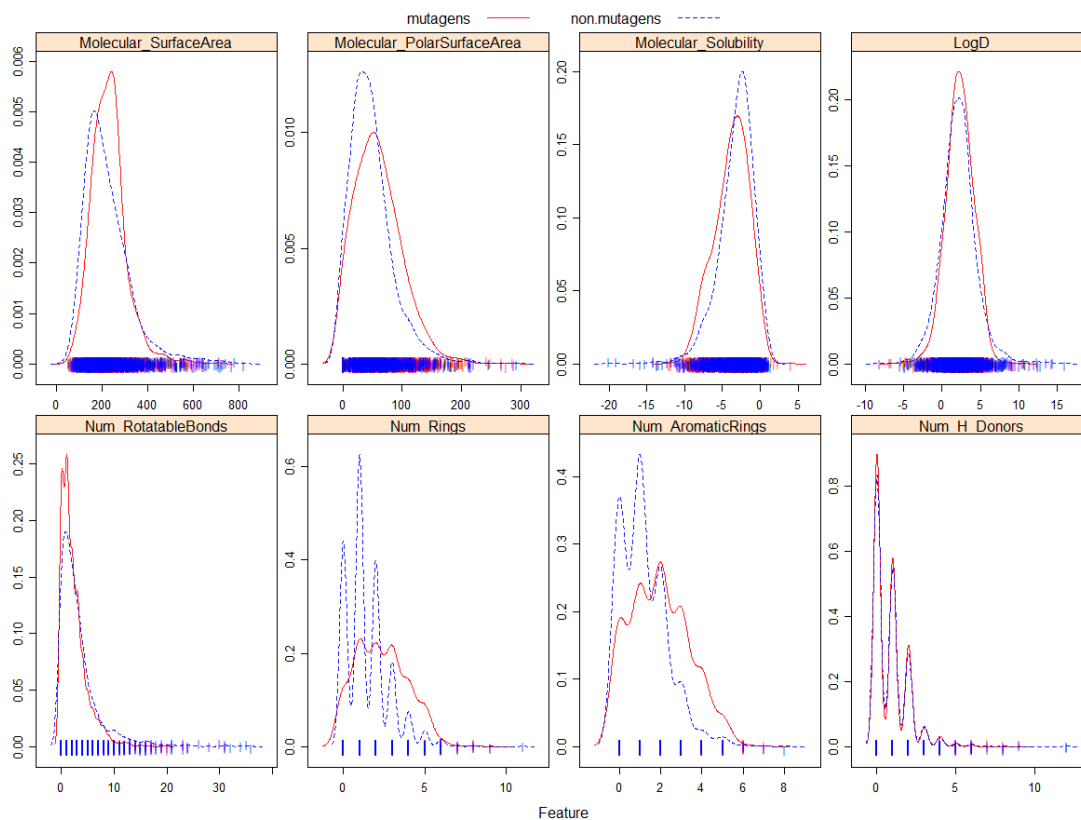 mutagens non.mutagens
Molecular_SurfaceArea Molecular_PolarSurfaceArea Molecular_Solubility LogD
0.000 0.001 0.002 0.003 0.004 0.005 0.006
0 200 400 600 800
0.000 0.005 0.010
0 100 200 300
0.00 0.05 0.10 0.15 0.20
-20 -15 -10 -5 0 5
0.00 0.05 0.10 0.15 0.20
-10 -5 0 5 10 15
Num_RotatableBonds Num_Rings Num_AromaticRings Num_H_Donors
0.00 0.05 0.10 0.15 0.20 0.25
0 10 20 30
0.0 0.2 0.4 0.6
0 5 10
0.0 0.1 0.2 0.3 0.4
0 2 4 6 8
0.0 0.2 0.4 0.6 0.8
0 5 10
Feature